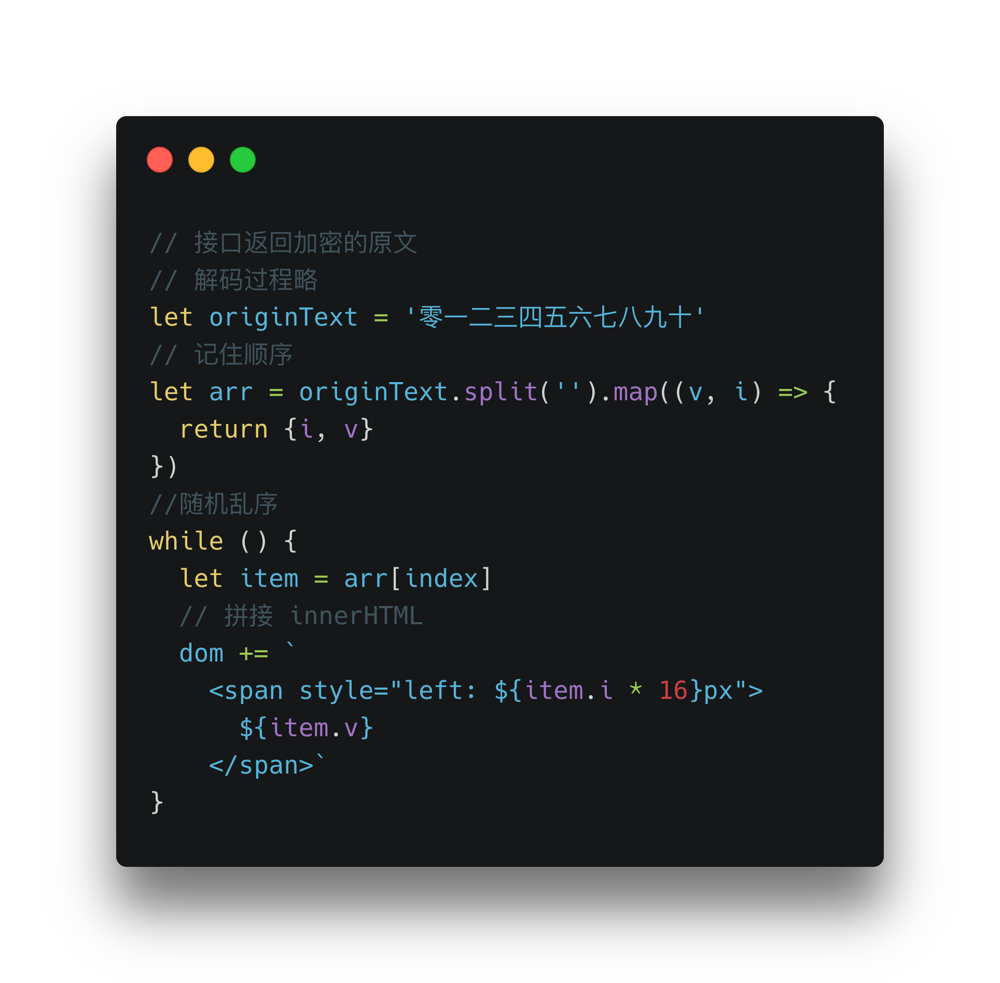 // 接口返回加密的原文
// 解码过程略
let originText = '零一二三四五六七八九十'
// 记住顺序
let arr = originText.split('').map((v, i) => {
  return {i, v}
})
//随机乱序
while () {
  let item = arr[index]
  // 拼接 innerHTML
  dom += `
    <span style="left: ${item.i * 16}px">
      ${item.v}
    </span>`
}